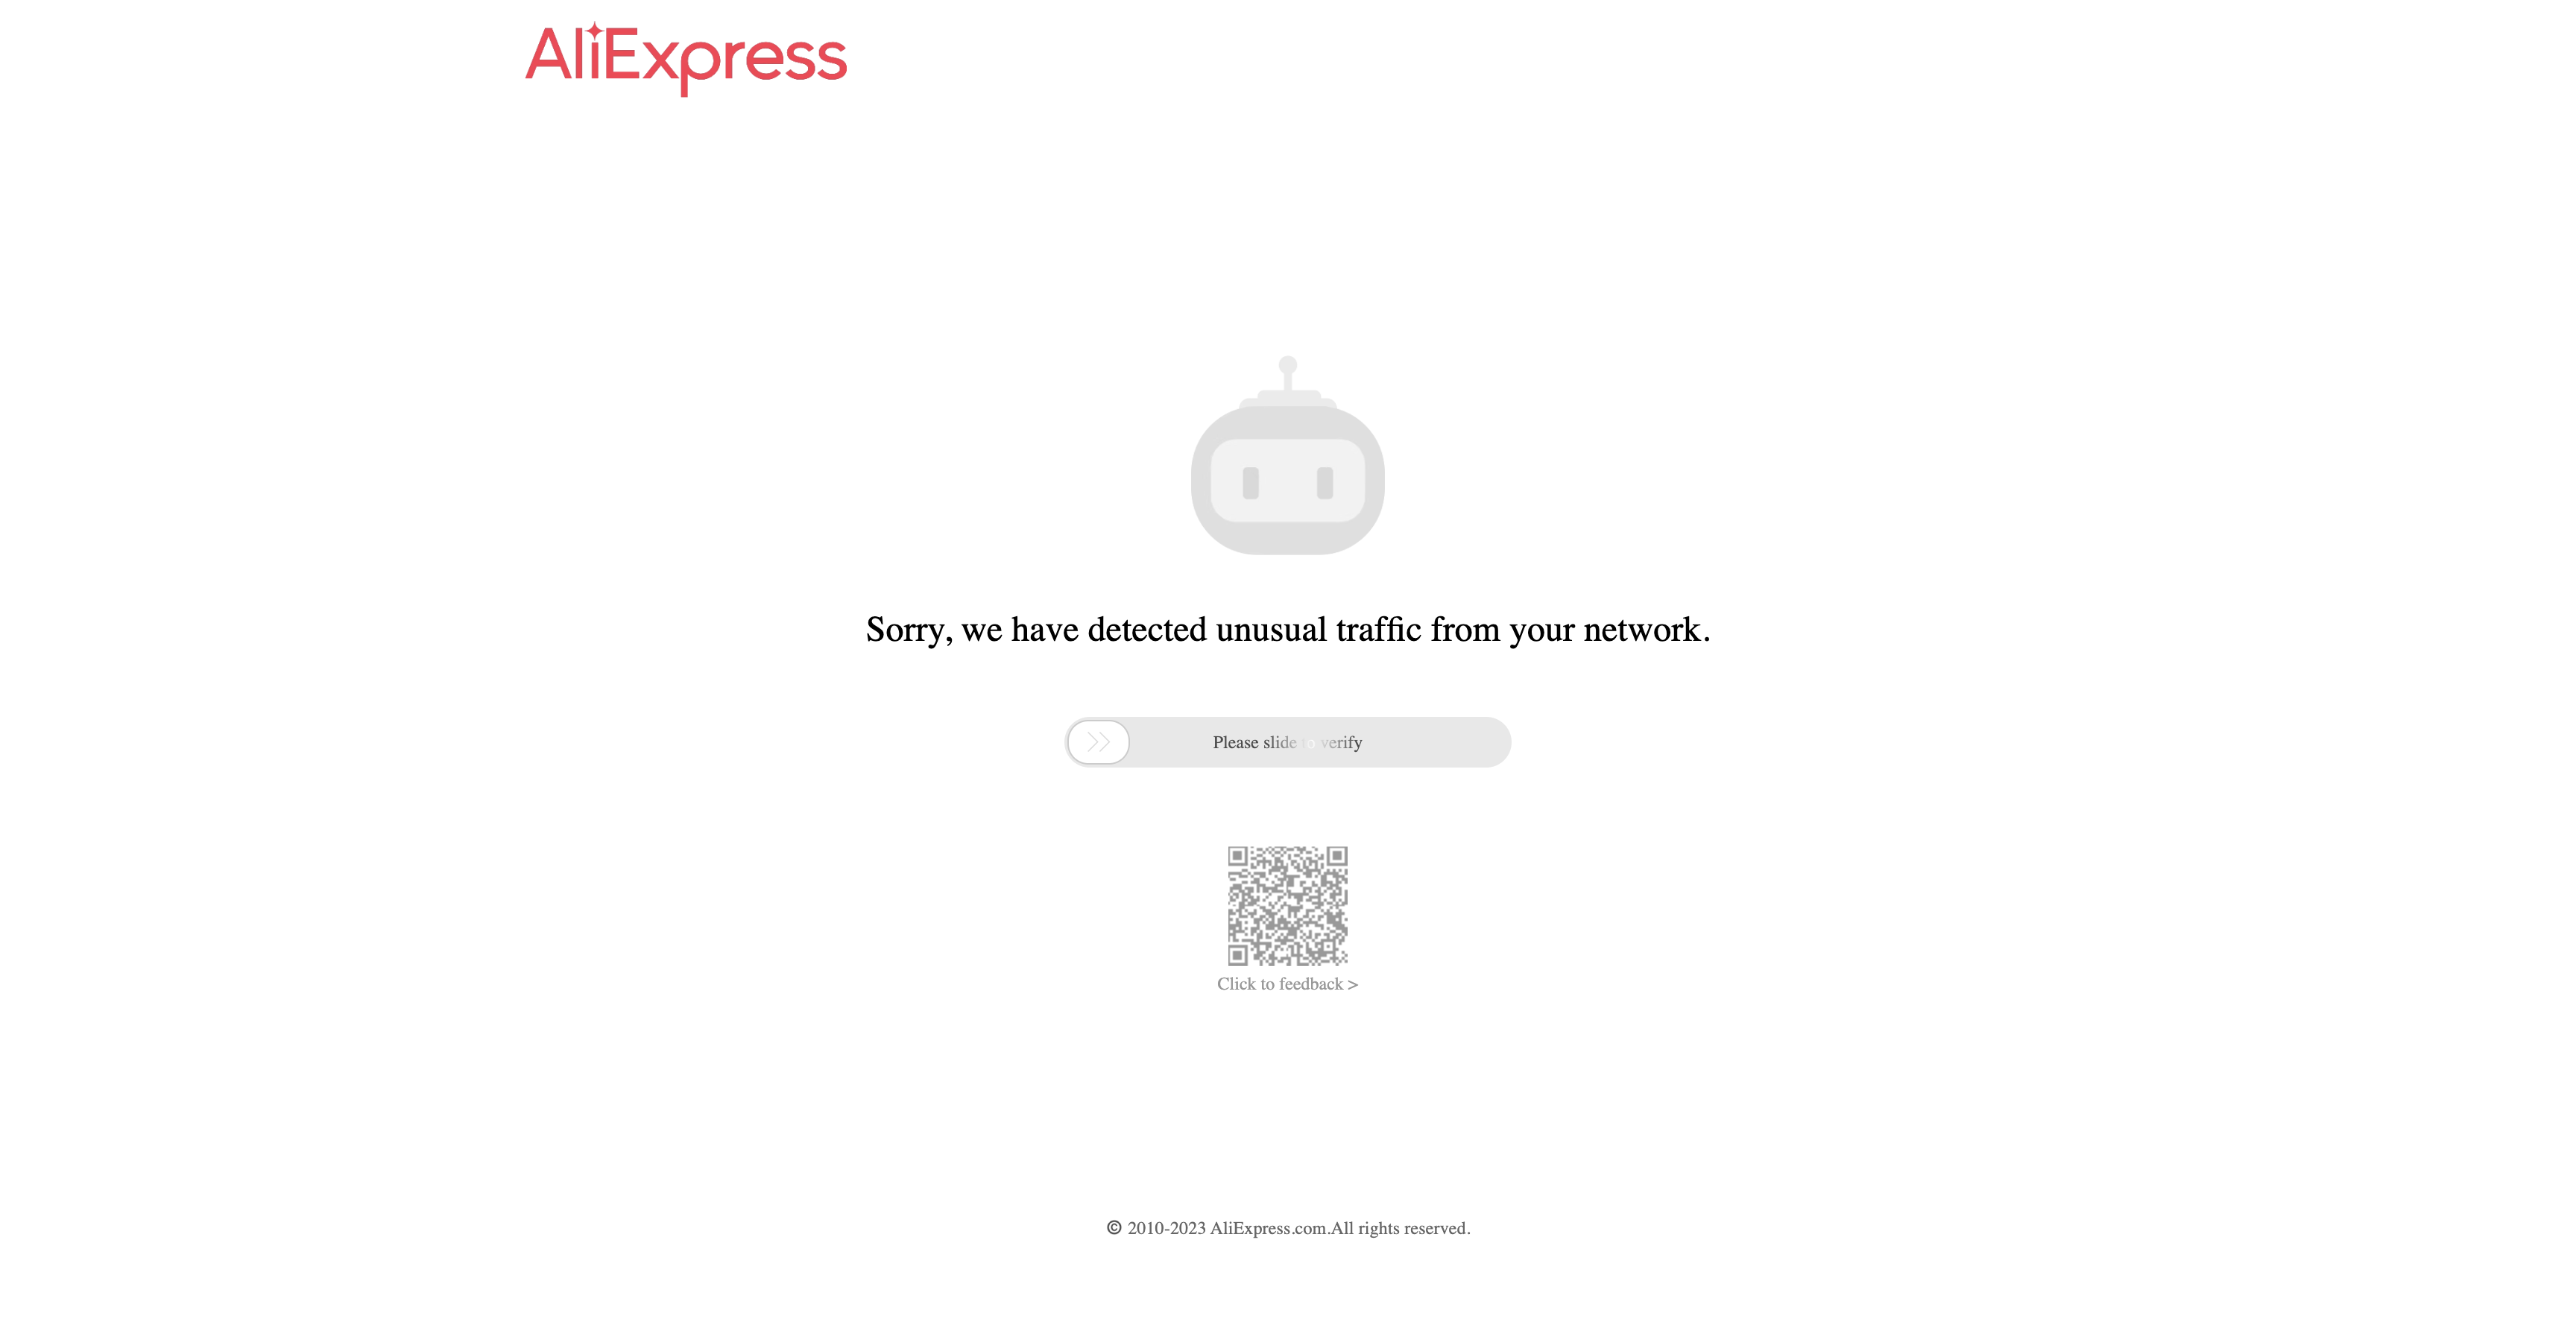 AliExpress
Sorry, we have detected unusual traffic from your network.
Please slide to verify
Click to feedback >
© 2010-2023 AliExpress.com.All rights reserved.